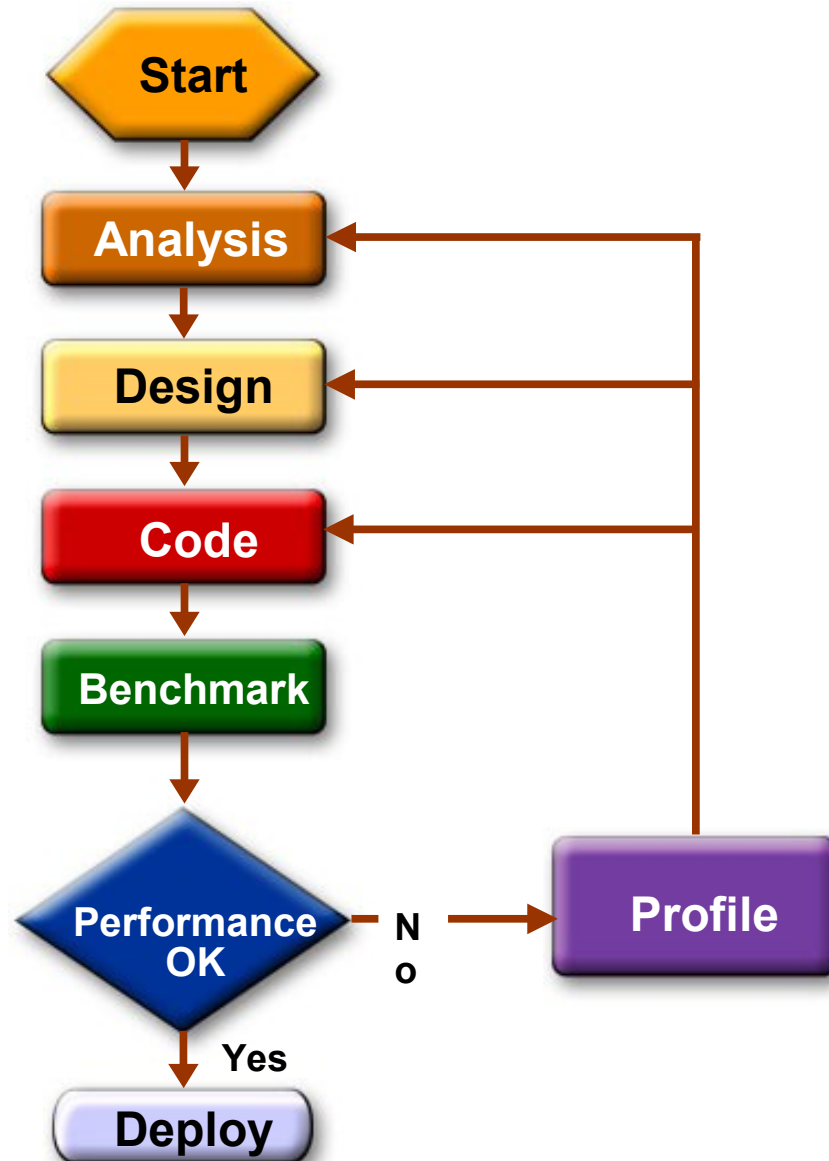 Start
Analysis
Design
Code
Benchmark
Performance
OK
N
o
Profile
Yes
Deploy